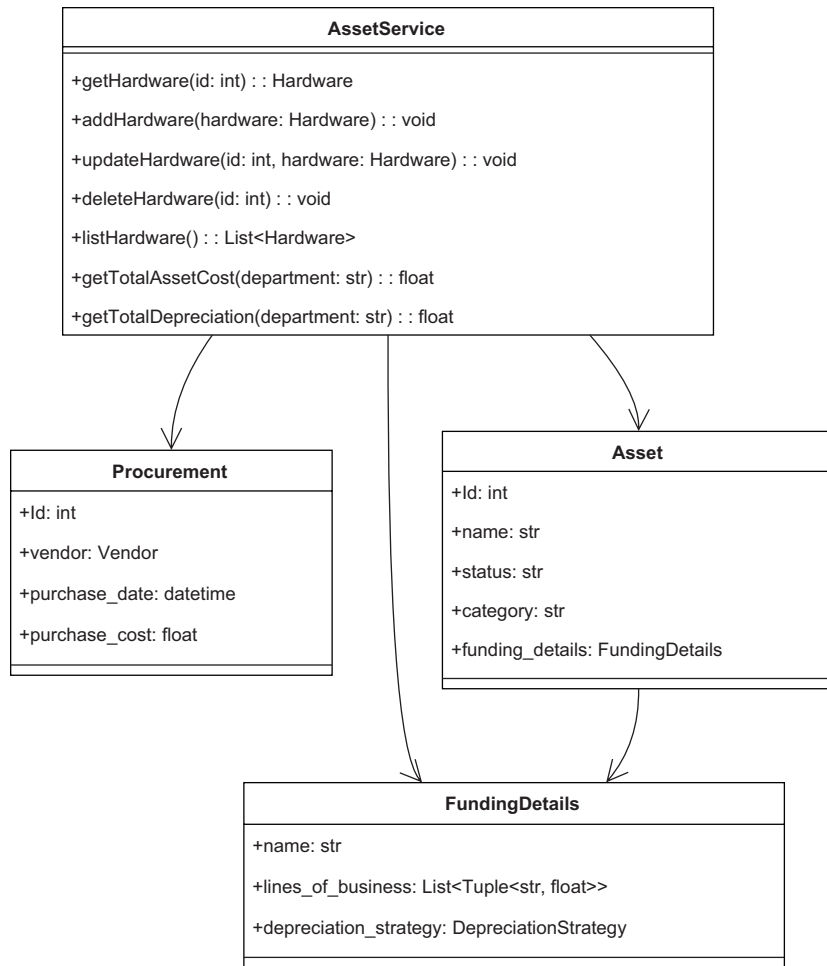 AssetService
+getHardware(id: int) : : Hardware
+addHardware(hardware: Hardware) : : void
+updateHardware(id: int, hardware: Hardware) : : void
+deleteHardware(id: int) : : void
+listHardware() : : List<Hardware>
+getTotalAssetCost(department: str) : : float
+getTotalDepreciation(department: str) : : float
Procurement
+Id: int
+vendor: Vendor
+purchase_date: datetime
+purchase_cost: float
Asset
+Id: int
+name: str
+status: str
+category: str
+funding_details: FundingDetails
FundingDetails
+name: str
+lines_of_business: List<Tuple<str, float>>
+depreciation_strategy: DepreciationStrategy